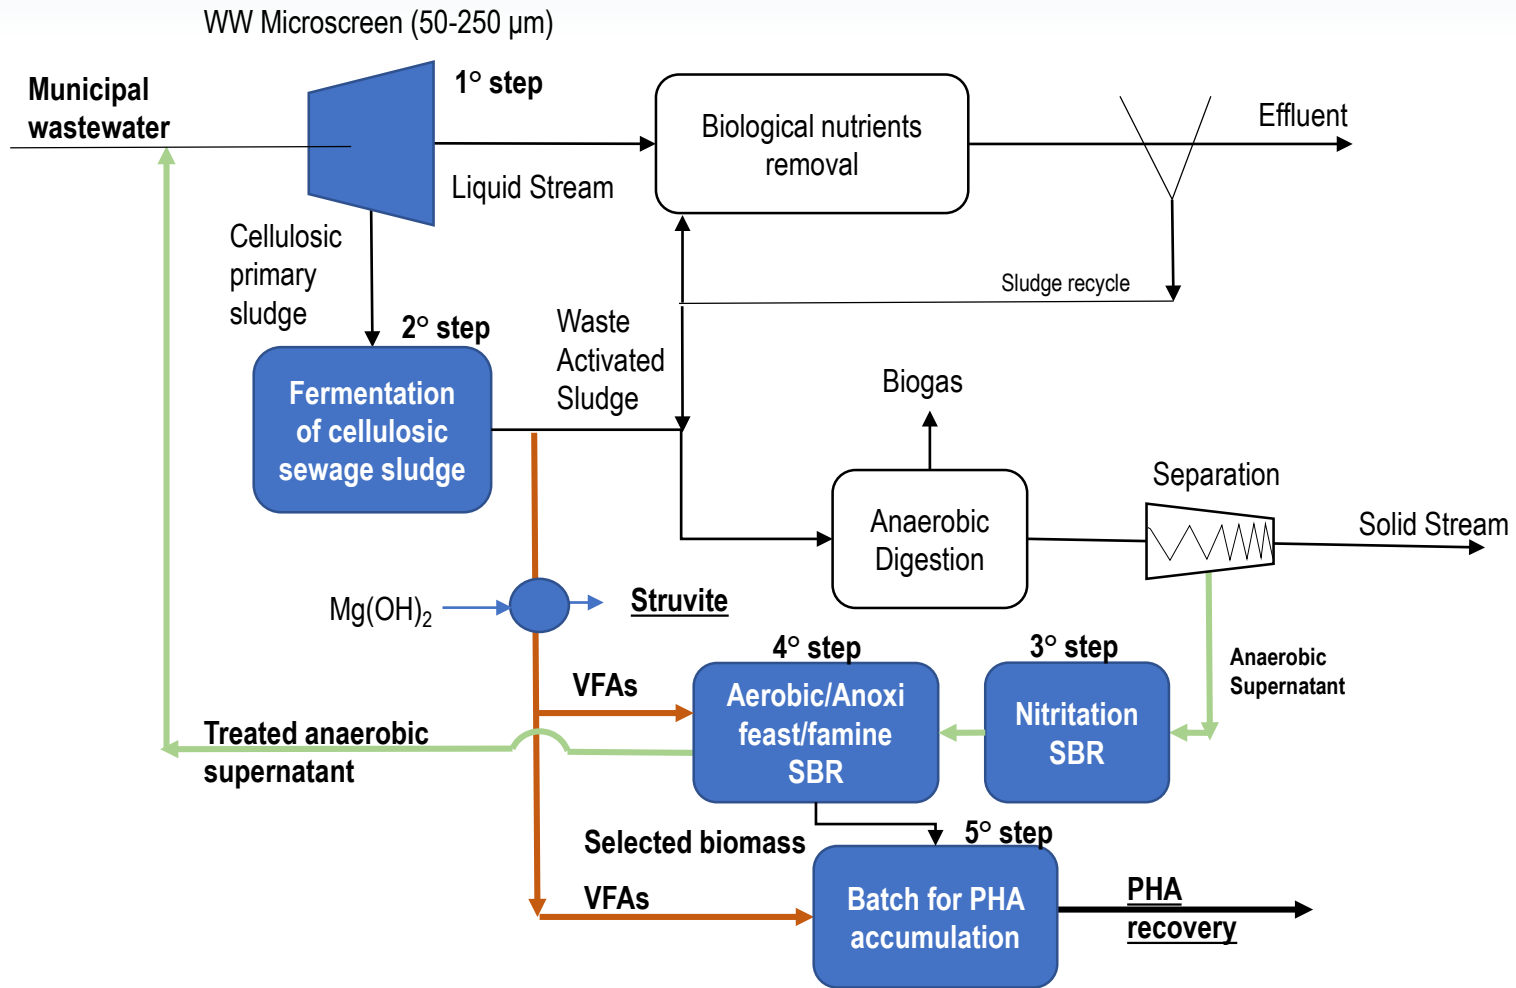 WW Microscreen (50-250 µm)
1° step
Municipal
wastewater
Biological nutrients
removal
Effluent
Liquid Stream
Cellosic
primary
sludge
Sludge recycle
2° step
Waste
Activated
Sludge
Fermentation
of cellulosic
sewage sludge
Biogas
Separation
Anaerobic
Digestion
Solid Stream
Mg(OH)₂
Struvite
4° step
3° step
Anaerobic
Supernatant
VFAs
Aerobic/Anoxi
feast/famine
SBR
Nitritation
SBR
Treated anaerobic
supernatant
Selected biomass
5° step
VFAs
Batch for PHA
accumulation
PHA
recovery